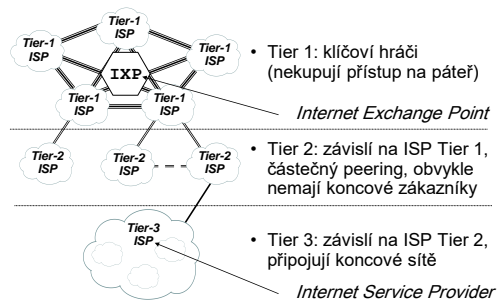 Tier-1
ISP
Tier-1
ISP
Tier-1
ISP
IXP
Tier-1
ISP
Tier-1
ISP
• Tier 1: klíčoví hráči
(nekupují přístup na páteř)
Internet Exchange Point
Tier-2
ISP
Tier-2
ISP
Tier-2
ISP
• Tier 2: závislí na ISP Tier 1,
částečný peering, obvykle
nemají koncové zákazníky
Tier-3
ISP
• Tier 3: závislí na ISP Tier 2,
připojují koncové sítě
Internet Service Provider